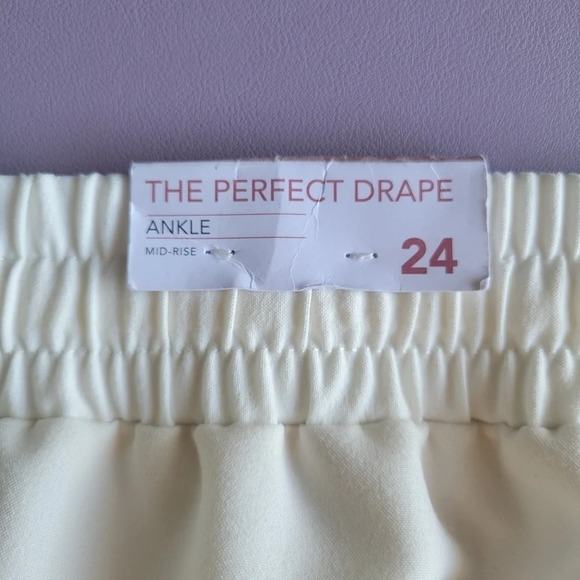 THE PERFECT DRAPE
ANKLE
MID-RISE
24